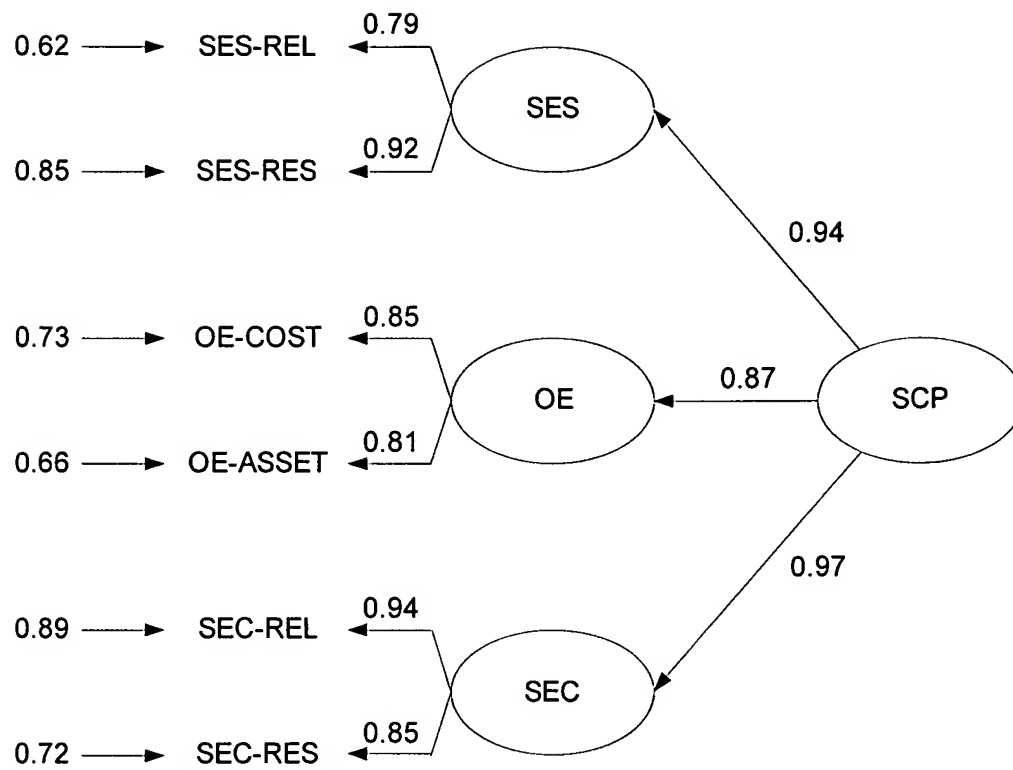 0.62 SES-REL 0.79
SES
0.85 SES-RES 0.92
0.94
0.73 OE-COST 0.85
OE 0.87 SCP
0.66 OE-ASSET 0.81
0.97
0.89 SEC-REL 0.94
SEC
0.72 SEC-RES 0.85